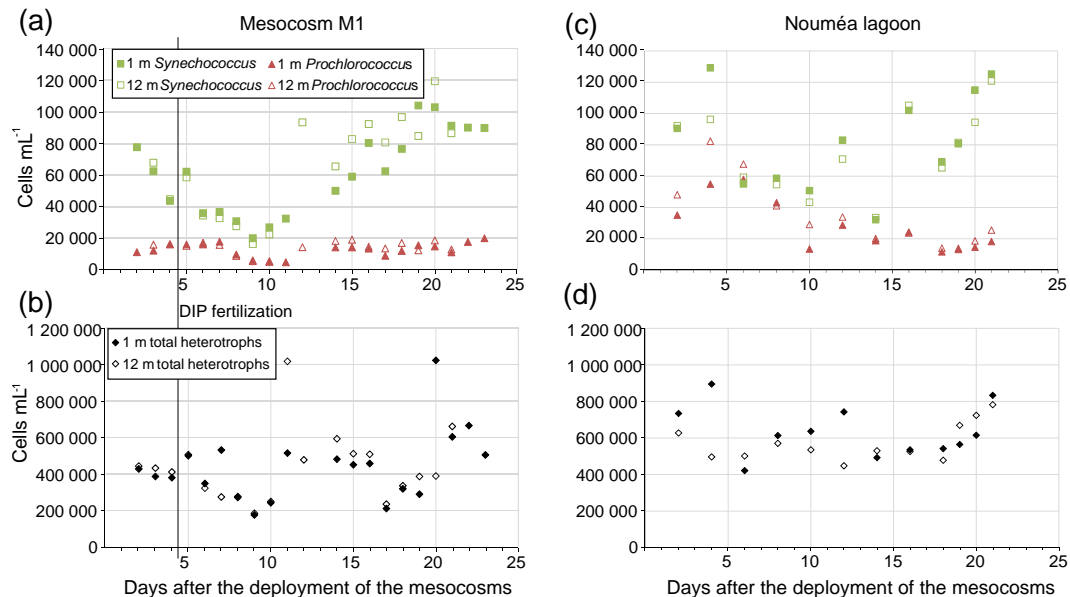 (a)
Mesocosm M1
(c)
Nouméa lagoon
140 000
120 000
100 000
80 000
60 000
40 000
20 000
0
Cells mL-1
1 m Synechococcus
1 m Prochlorococcus
12 m Synechococcus
12 m Prochlorococcus
0 5 10 15 20 25
140 000
120 000
100 000
80 000
60 000
40 000
20 000
0
0 5 10 15 20 25
(b)
DIP fertilization
(d)
1 200 000
1 000 000
800 000
600 000
400 000
200 000
0
Cells mL-1
1 m total heterotrophs
12 m total heterotrophs
0 5 10 15 20 25
Days after the deployment of the mesocosms
1 200 000
1 000 000
800 000
600 000
400 000
200 000
0
0 5 10 15 20 25
Days after the deployment of the mesocosms